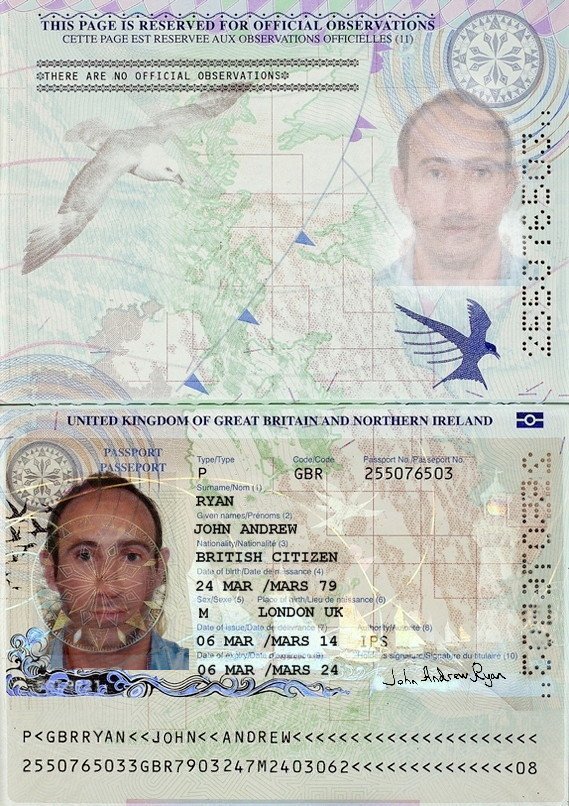 THIS PAGE IS RESERVED FOR OFFICIAL OBSERVATIONS
CETTE PAGE EST RESERVEE AUX OBSERVATIONS OFFICIELLES (11)
THERE ARE NO OFFICIAL OBSERVATIONS
UNITED KINGDOM OF GREAT BRITAIN AND NORTHERN IRELAND
PASSPORT
PASSEPORT
Type/Type Code/Code Passport No./Passeport No.
P GBR 255076503
Surname/Nom (1)
RYAN
Given names/Prénoms (2)
JOHN ANDREW
Nationality/Nationalité (3)
BRITISH CITIZEN
Date of birth/Date de naissance (4)
24 MAR /MARS 79
Sex/Sexe (5) Place of birth/Lieu de naissance (6)
M LONDON UK
Date of issue/Date de délivrance (7) Authority/Autorité (8)
06 MAR /MARS 14 IPS
Date of expiry/Date d'expiration (9) Holder's signature/Signature du titulaire (10)
06 MAR /MARS 24
John Andrew Ryan
P<GBRRYAN<<JOHN<<ANDREW<<<<<<<<<<<<<<<<<<<<<
2550765033GBR7903247M2403062<<<<<<<<<<<<<<08